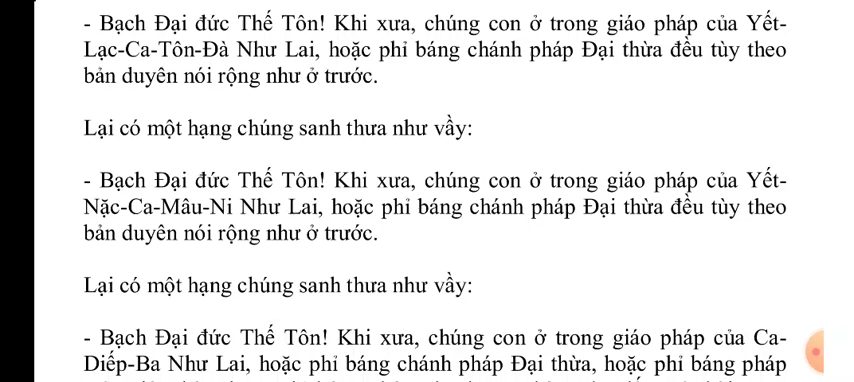 - Bạch Đại đức Thế Tôn! Khi xưa, chúng con ở trong giáo pháp của Yết-
Lạc-Ca-Tôn-Đà Như Lai, hoặc phỉ báng chánh pháp Đại thừa đều tùy theo
bản duyên nói rộng như ở trước.
Lại có một hạng chúng sanh thưa như vầy:
- Bạch Đại đức Thế Tôn! Khi xưa, chúng con ở trong giáo pháp của Yết-
Nặc-Ca-Mâu-Ni Như Lai, hoặc phỉ báng chánh pháp Đại thừa đều tùy theo
bản duyên nói rộng như ở trước.
Lại có một hạng chúng sanh thưa như vầy:
- Bạch Đại đức Thế Tôn! Khi xưa, chúng con ở trong giáo pháp của Ca-
Diếp-Ba Như Lai, hoặc phỉ báng chánh pháp Đại thừa, hoặc phỉ báng pháp